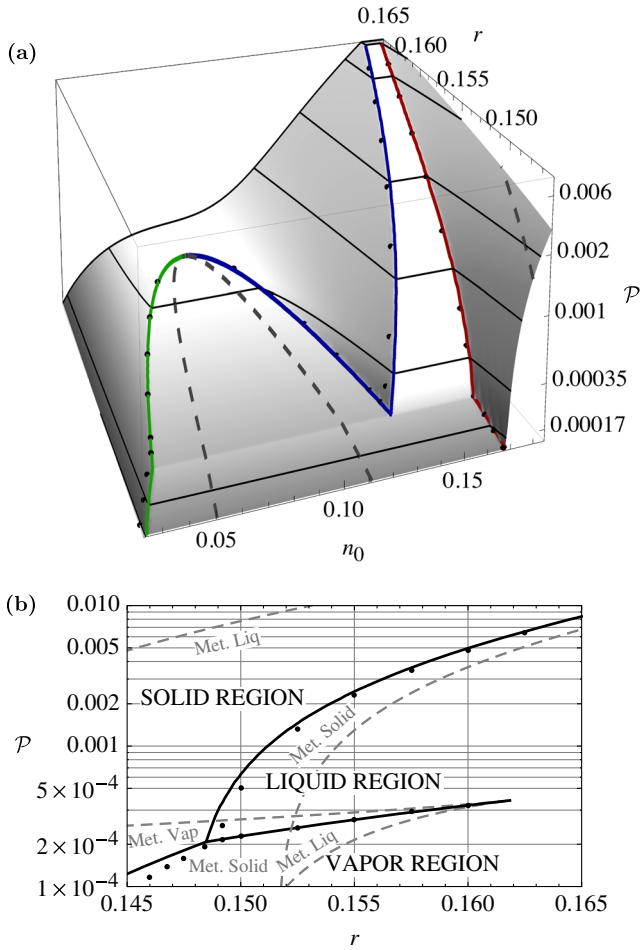 (a)
0.165
0.160
r
0.155
0.150
0.006
0.002
𝒫
0.001
0.00035
0.00017
0.15
0.10
0.05
n₀
(b)
0.010
0.005
0.002
0.001
5×10⁻⁴
2×10⁻⁴
1×10⁻⁴
𝒫
Met. Liq
SOLID REGION
Met. Solid
LIQUID REGION
Met. Vap
Met. Solid
Met. Liq
VAPOR REGION
0.145 0.150 0.155 0.160 0.165
r